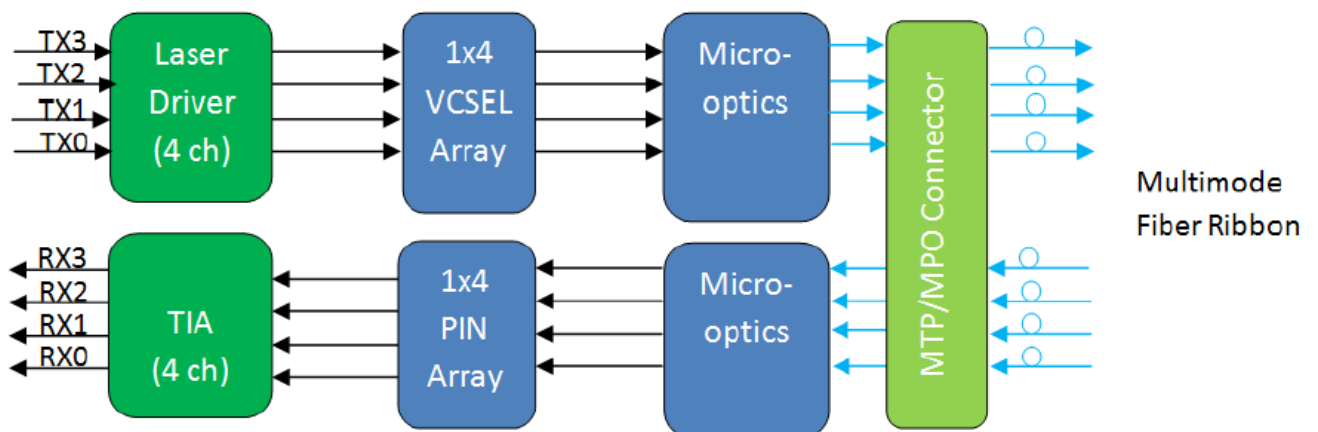 TX3
TX2
TX1
TX0
Laser
Driver
(4 ch)
1x4
VCSEL
Array
Micro-
optics
MTP/MPO Connector
Multimode
Fiber Ribbon
RX3
RX2
RX1
RX0
TIA
(4 ch)
1x4
PIN
Array
Micro-
optics